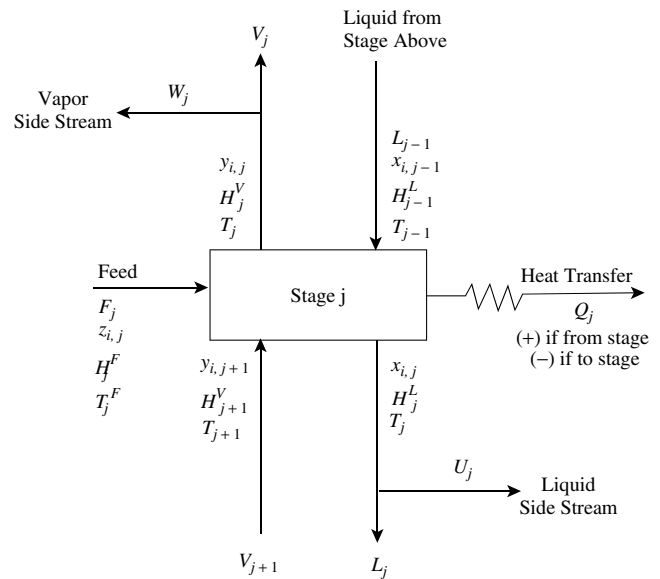 V_j
Liquid from
Stage Above
Vapor
Side Stream
W_j
L_{j-1}
x_{i, j-1}
H^L_{j-1}
T_{j-1}
y_{i, j}
H^V_j
T_j
Feed
F_j
z_{i, j}
H^F_j
T^F_j
Stage j
Heat Transfer
Q_j
(+) if from stage
(−) if to stage
y_{i, j+1}
H^V_{j+1}
T_{j+1}
V_{j+1}
x_{i, j}
H^L_j
T_j
U_j
Liquid
Side Stream
L_j